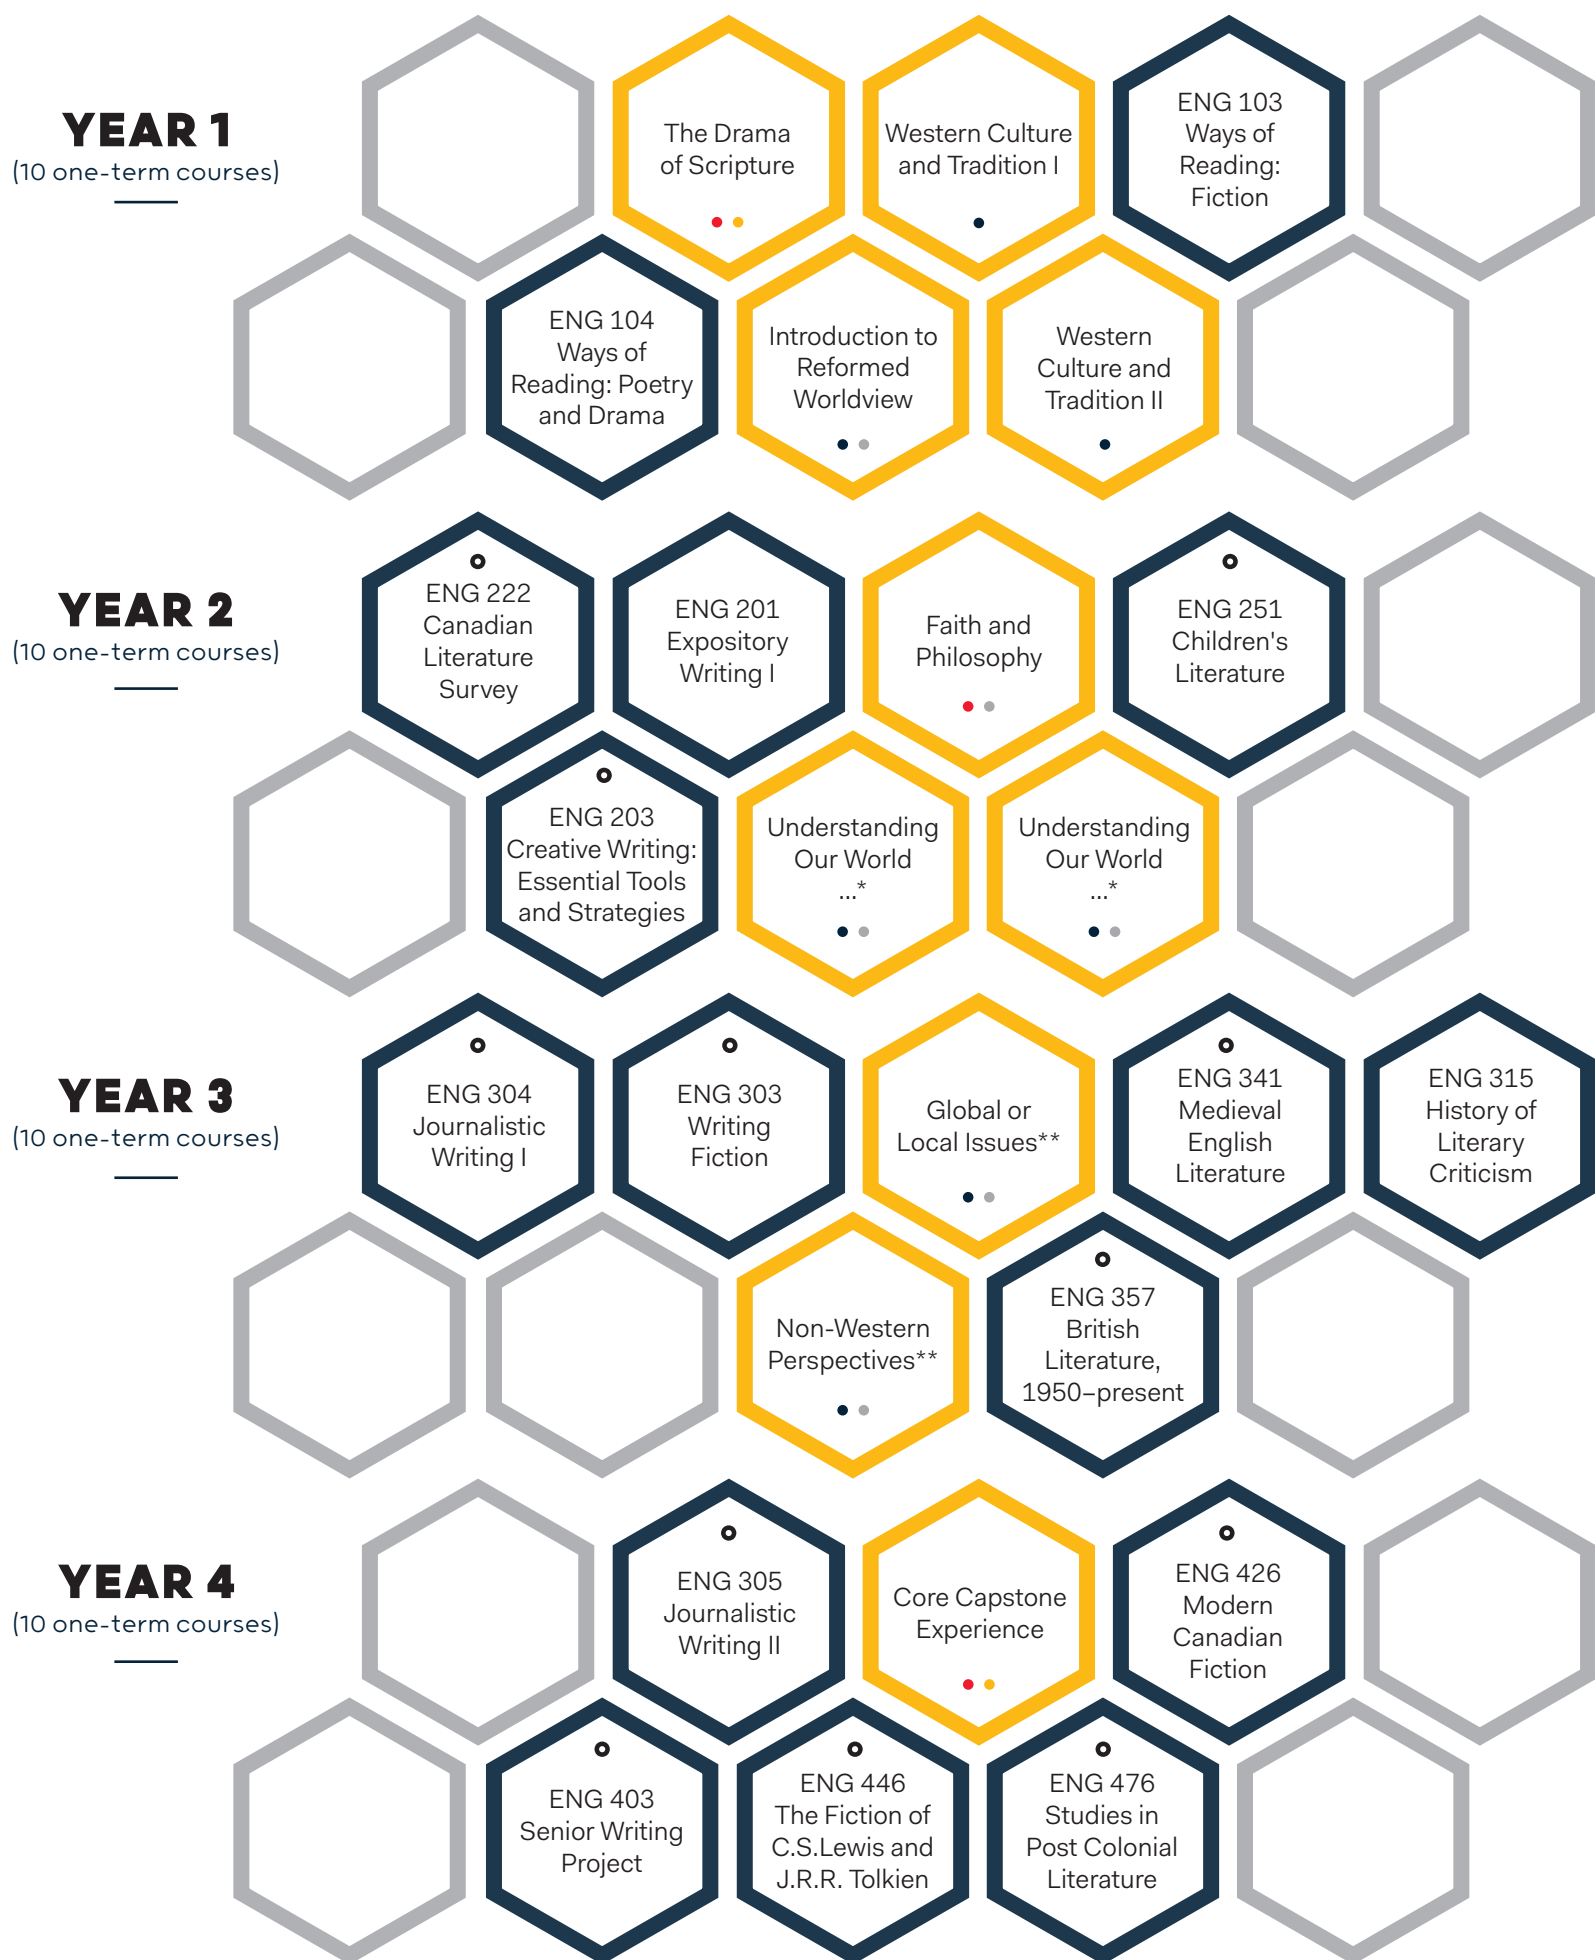 YEAR 1
(10 one-term courses)
The Drama
of Scripture
Western Culture
and Tradition I
ENG 103
Ways of
Reading:
Fiction
ENG 104
Ways of
Reading: Poetry
and Drama
Introduction to
Reformed
Worldview
Western
Culture and
Tradition II
YEAR 2
(10 one-term courses)
ENG 222
Canadian
Literature
Survey
ENG 201
Expository
Writing I
Faith and
Philosophy
ENG 251
Children's
Literature
ENG 203
Creative Writing:
Essential Tools
and Strategies
Understanding
Our World
...*
Understanding
Our World
...*
YEAR 3
(10 one-term courses)
ENG 304
Journalistic
Writing I
ENG 303
Writing
Fiction
Global or
Local Issues**
ENG 341
Medieval
English
Literature
ENG 315
History of
Literary
Criticism
Non-Western
Perspectives**
ENG 357
British
Literature,
1950–present
YEAR 4
(10 one-term courses)
ENG 305
Journalistic
Writing II
Core Capstone
Experience
ENG 426
Modern
Canadian
Fiction
ENG 403
Senior Writing
Project
ENG 446
The Fiction of
C.S.Lewis and
J.R.R. Tolkien
ENG 476
Studies in
Post Colonial
Literature